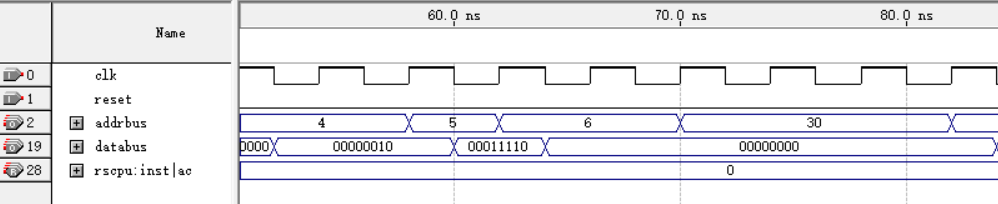 Name
60.0 ns 70.0 ns 80.0 ns
0 clk
1 reset
2 addrbus 4 5 6 30
19 databus 0000 00000010 00011110 00000000
28 rscpu:inst|ac 0